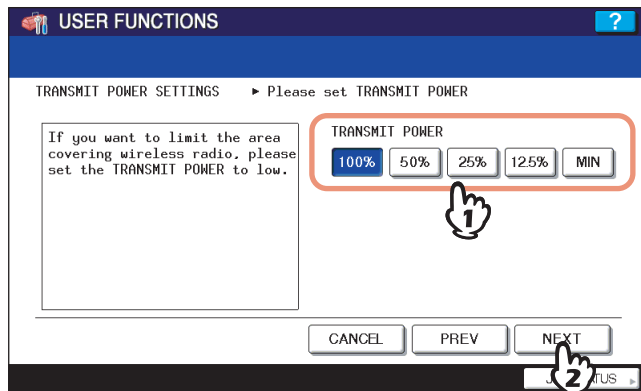 USER FUNCTIONS
?
TRANSMIT POWER SETTINGS ▶ Please set TRANSMIT POWER
If you want to limit the area
covering wireless radio, please
set the TRANSMIT POWER to low.
TRANSMIT POWER
100% 50% 25% 12.5% MIN
1
CANCEL PREV NEXT
2